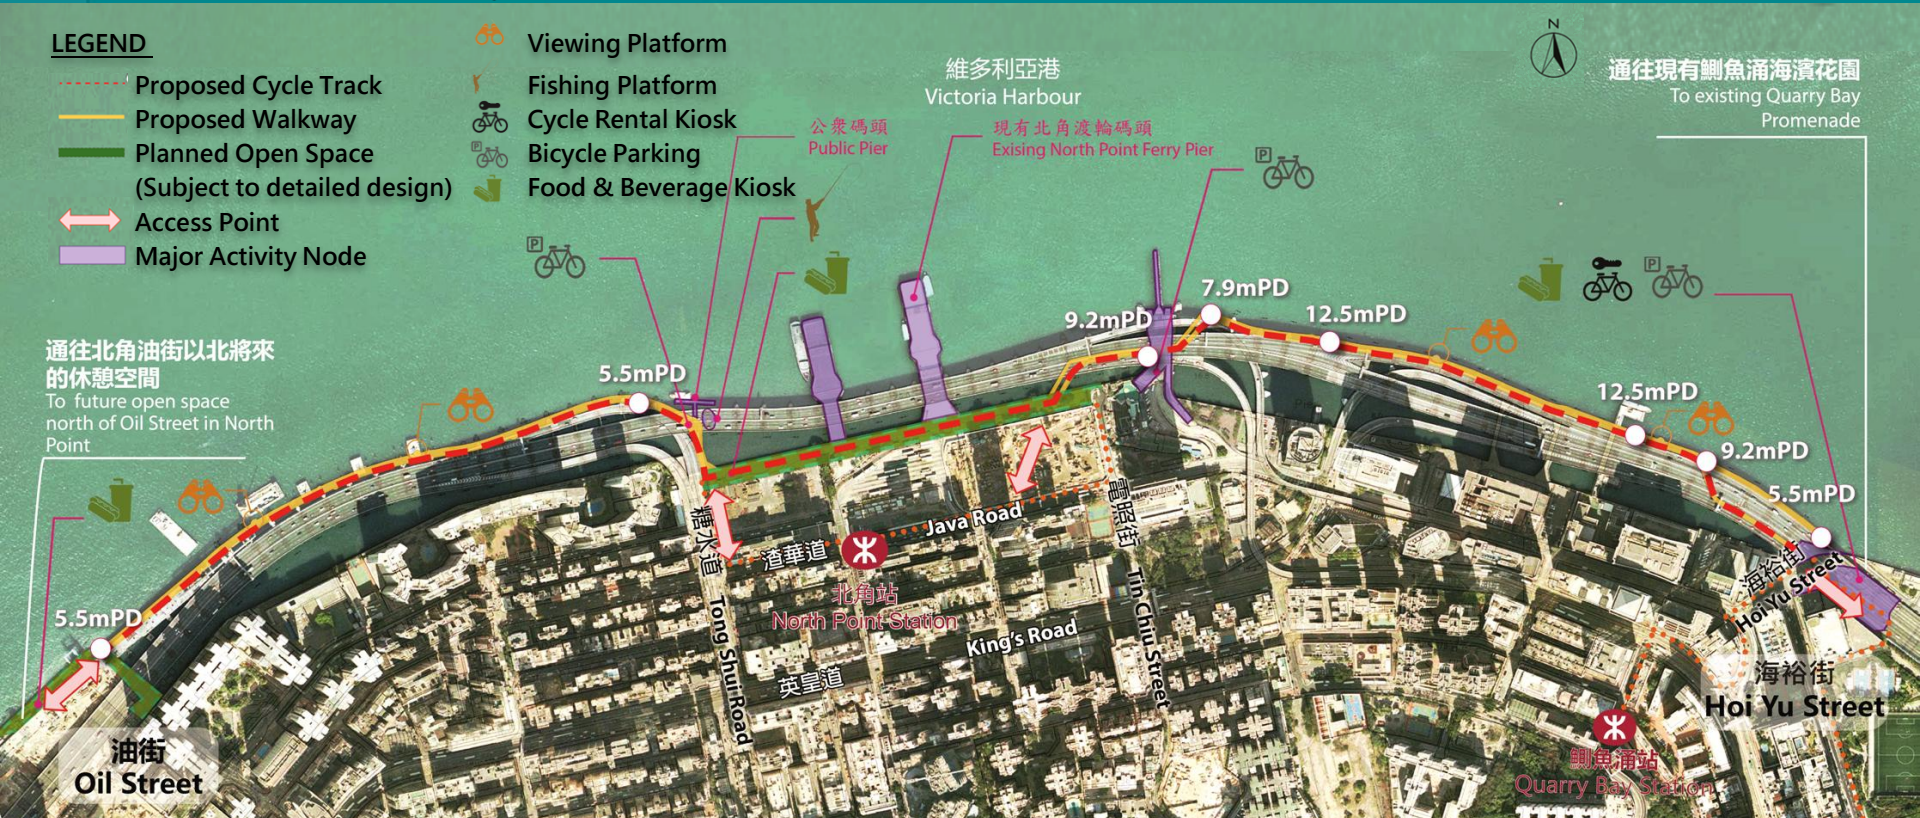 LEGEND
Proposed Cycle Track
Proposed Walkway
Planned Open Space
(Subject to detailed design)
Access Point
Major Activity Node
Viewing Platform
Fishing Platform
Cycle Rental Kiosk
P
Bicycle Parking
Food & Beverage Kiosk
維多利亞港
Victoria Harbour
N
通往現有鰂魚涌海濱花園
To existing Quarry Bay
Promenade
公眾碼頭
Public Pier
現有北角渡輪碼頭
Exising North Point Ferry Pier
P
P
P
7.9mPD
9.2mPD
12.5mPD
12.5mPD
9.2mPD
5.5mPD
5.5mPD
通往北角油街以北將來
的休憩空間
To future open space
north of Oil Street in North
Point
5.5mPD
油街
Oil Street
糖水道
Tong Shui Road
渣華道
Java Road
北角站
North Point Station
英皇道
King's Road
電照街
Tin Chiu Street
海裕街
Hoi Yu Street
海裕街
Hoi Yu Street
鰂魚涌站
Quarry Bay Station